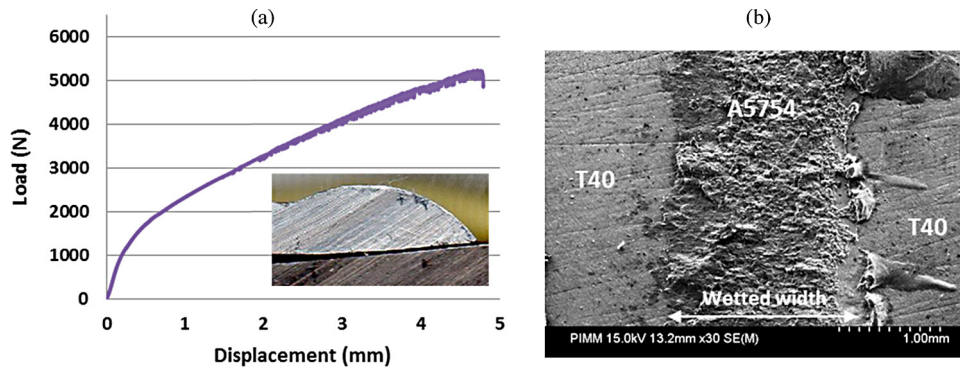 (a)
6000
5000
4000
3000
2000
1000
0
Load (N)
0 1 2 3 4 5
Displacement (mm)
(b)
A5754
T40
T40
Wetted width
PIMM 15.0kV 13.2mm x30 SE(M) 1.00mm